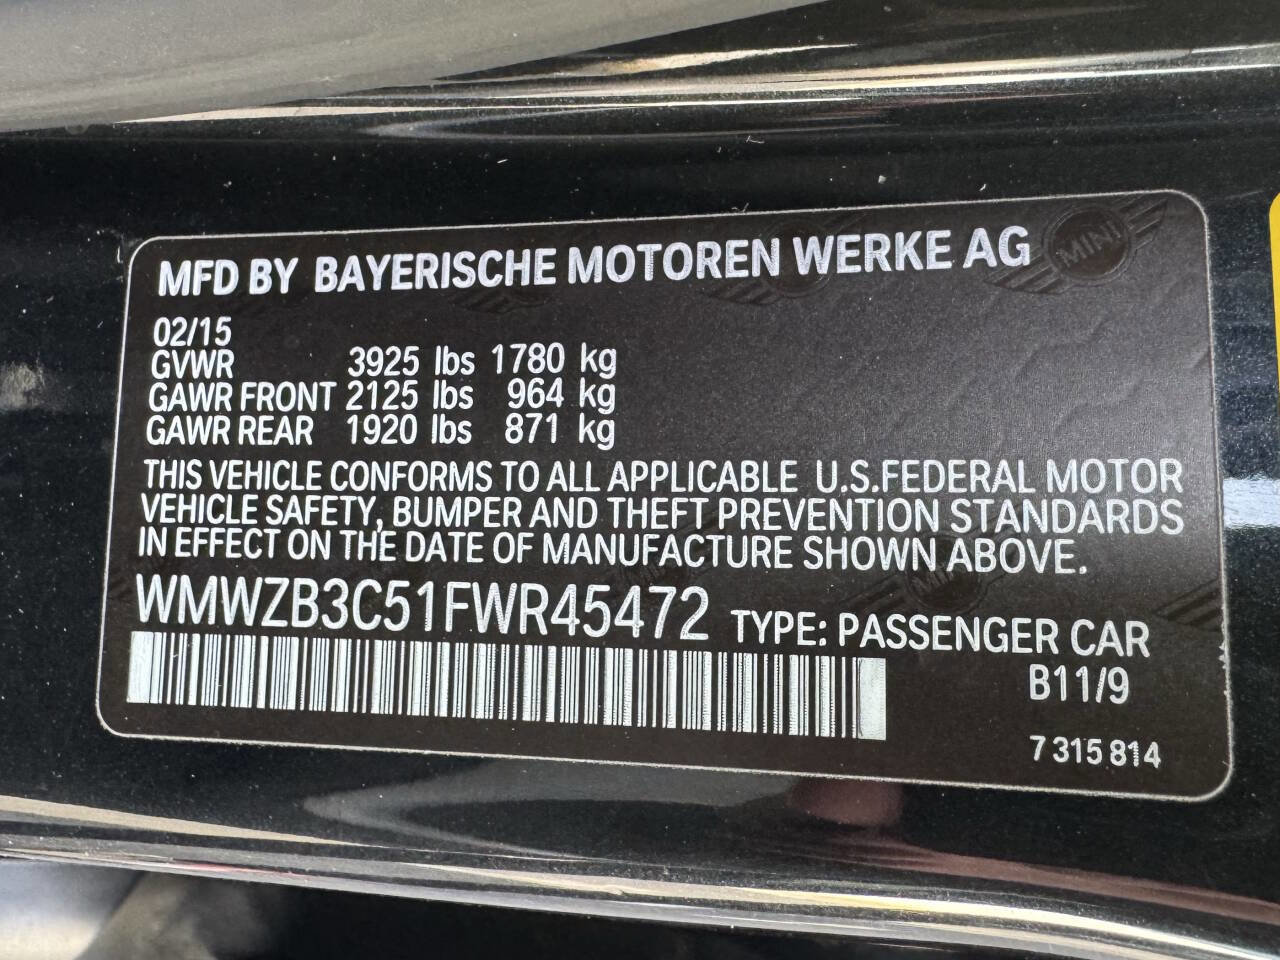 MINI
MFD BY BAYERISCHE MOTOREN WERKE AG
02/15
GVWR 3925 lbs 1780 kg
GAWR FRONT 2125 lbs 964 kg
GAWR REAR 1920 lbs 871 kg
THIS VEHICLE CONFORMS TO ALL APPLICABLE U.S.FEDERAL MOTOR
VEHICLE SAFETY, BUMPER AND THEFT PREVENTION STANDARDS
IN EFFECT ON THE DATE OF MANUFACTURE SHOWN ABOVE.
WMWZB3C51FWR45472 TYPE: PASSENGER CAR
B11/9
7 315 814